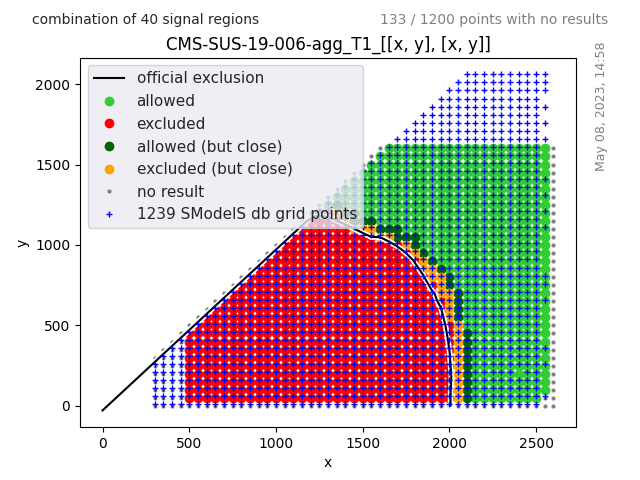 combination of 40 signal regions
133 / 1200 points with no results
CMS-SUS-19-006-agg_T1_[[x, y], [x, y]]
May 08, 2023, 14:58
official exclusion
allowed
excluded
allowed (but close)
excluded (but close)
no result
1239 SModelS db grid points
y
2000
1500
1000
500
0
0 500 1000 1500 2000 2500
x